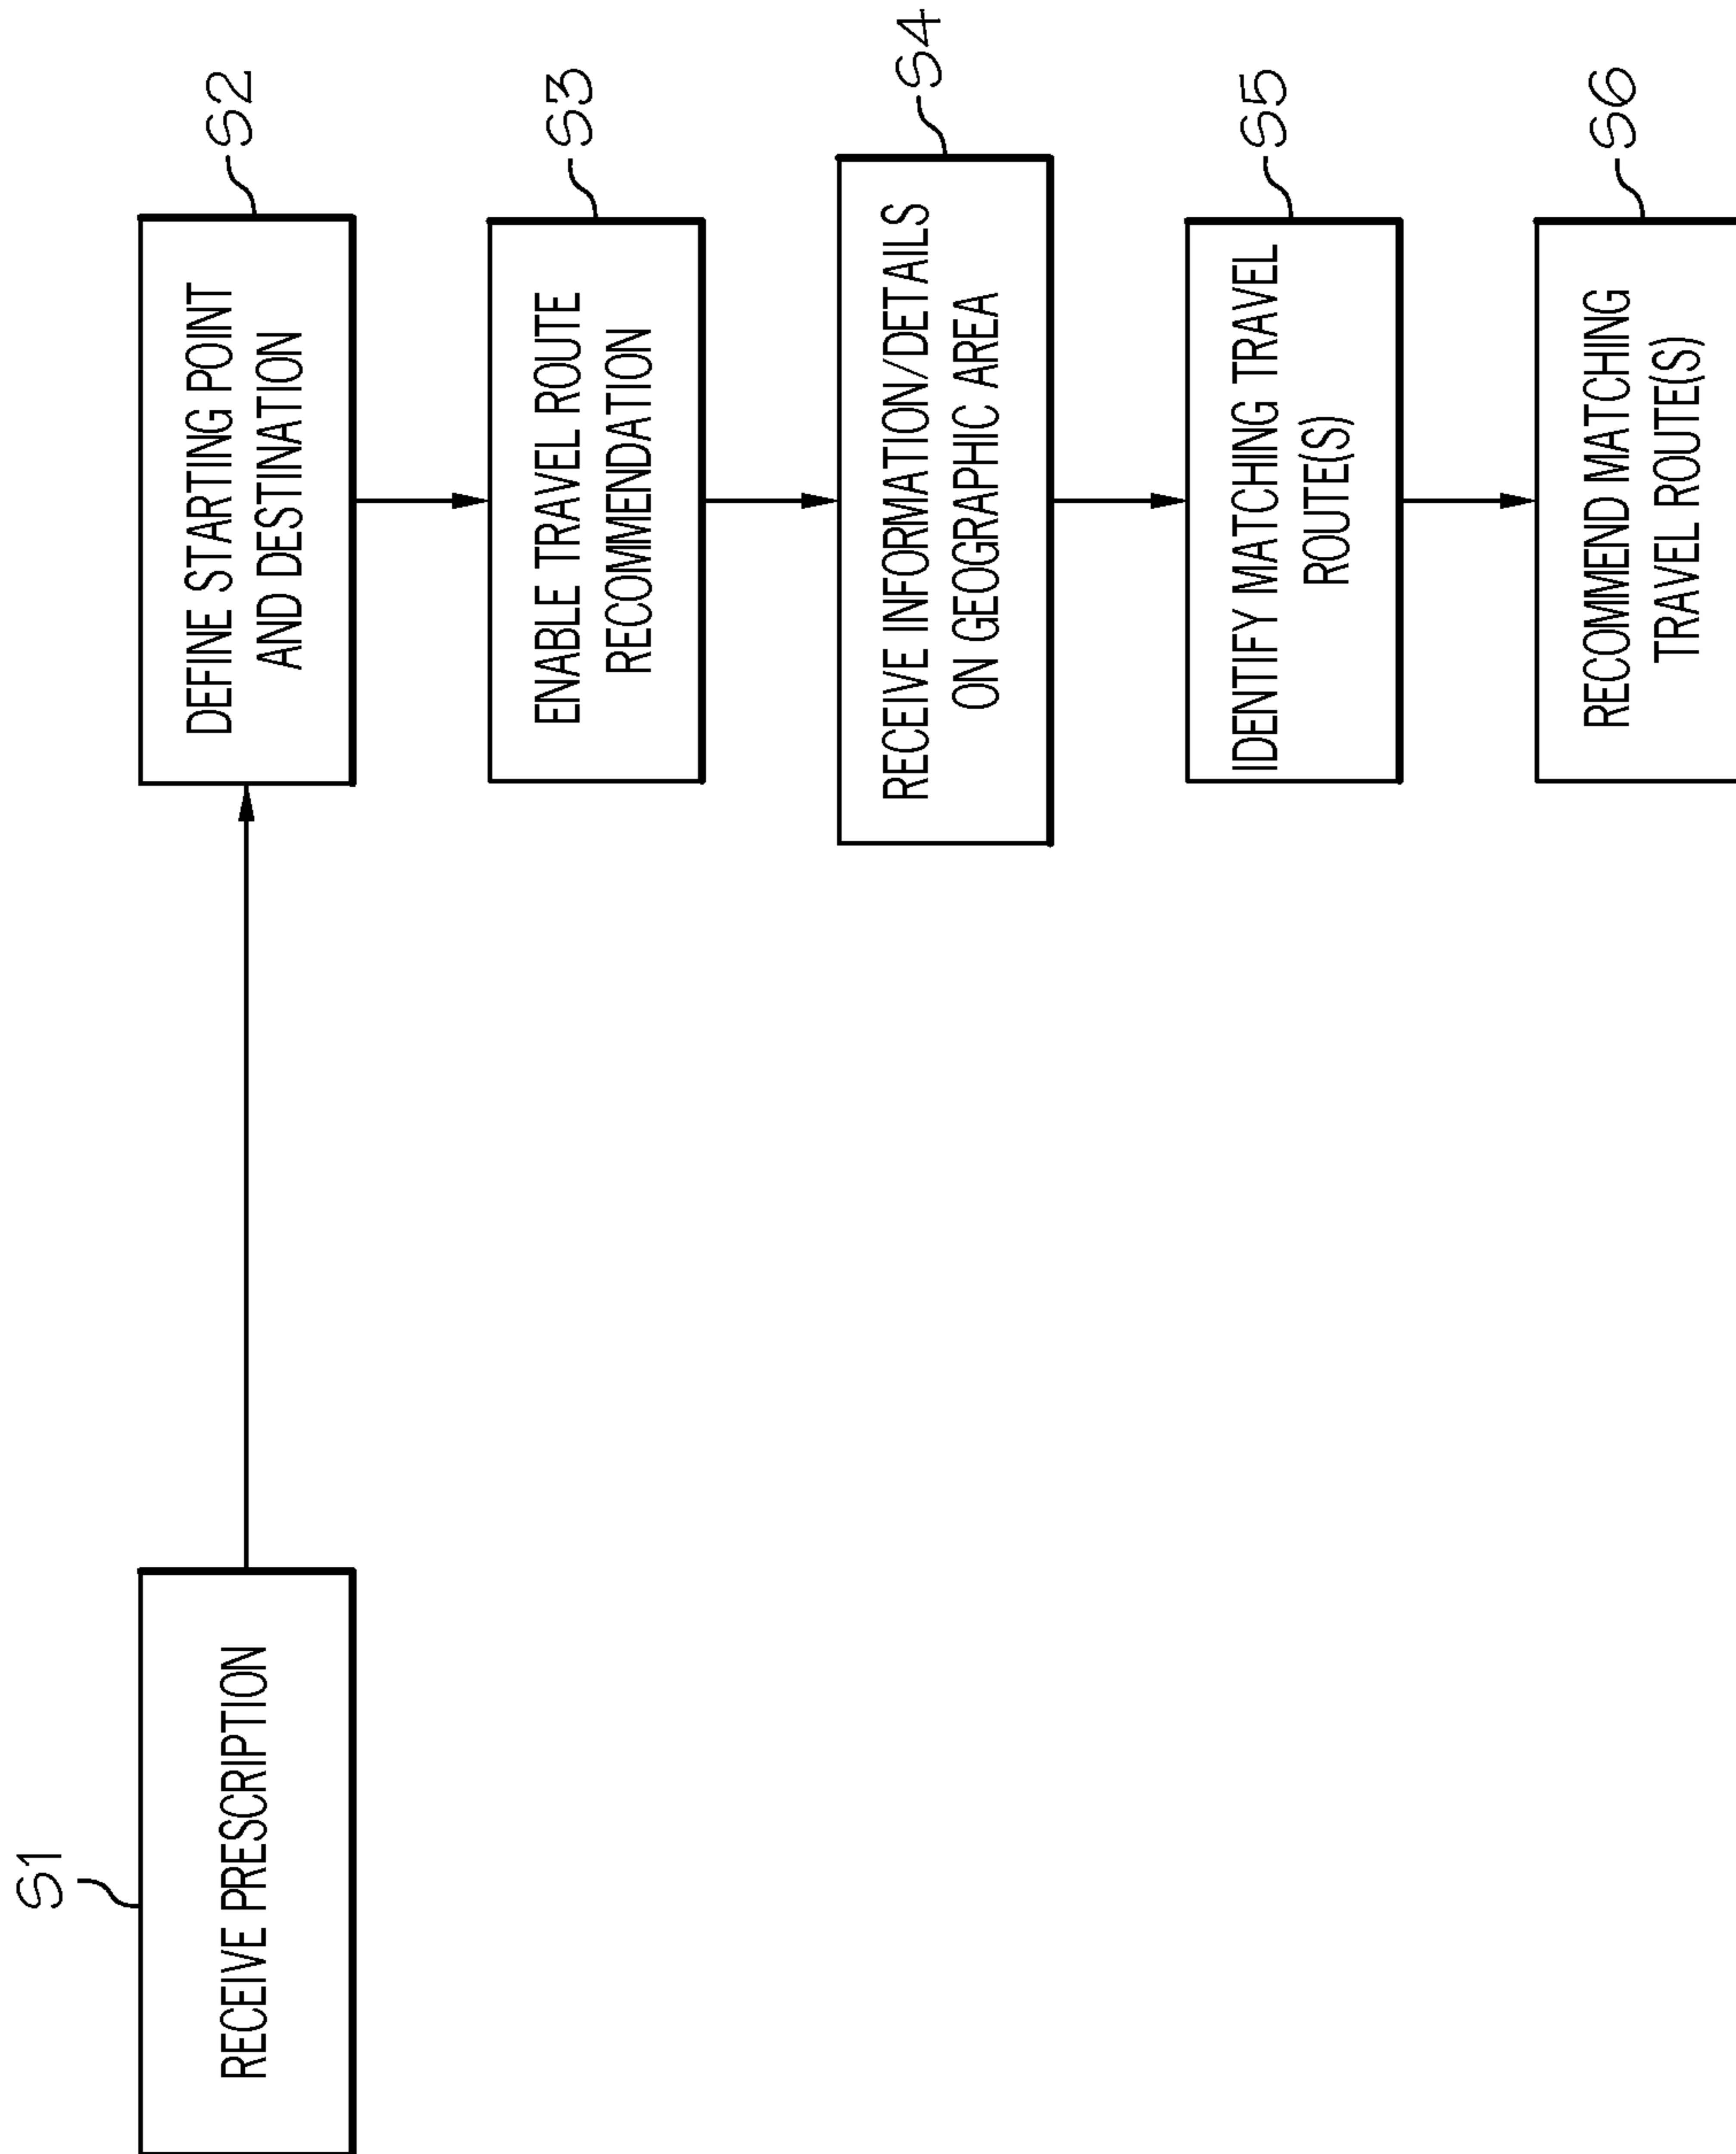 S1
RECEIVE PRESCRIPTION
S2
DEFINE STARTING POINT
AND DESTINATION
S3
ENABLE TRAVEL ROUTE
RECOMMENDATION
S4
RECEIVE INFORMATION/DETAILS
ON GEOGRAPHIC AREA
S5
IDENTIFY MATCHING TRAVEL
ROUTE(S)
S6
RECOMMEND MATCHING
TRAVEL ROUTE(S)